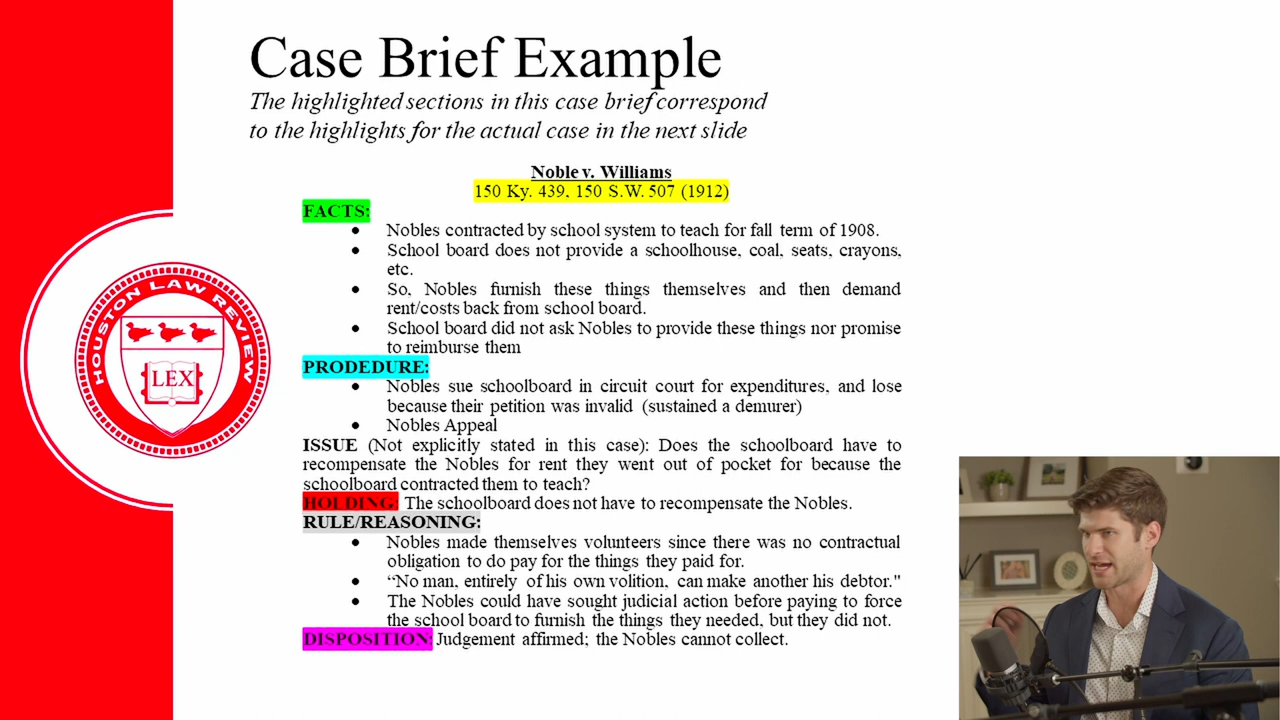 Case Brief Example
The highlighted sections in this case brief correspond
to the highlights for the actual case in the next slide
Noble v. Williams
150 Ky. 439, 150 S.W. 507 (1912)
FACTS:
• Nobles contracted by school system to teach for fall term of 1908.
• School board does not provide a schoolhouse, coal, seats, crayons,
etc.
• So, Nobles furnish these things themselves and then demand
rent/costs back from school board.
• School board did not ask Nobles to provide these things nor promise
to reimburse them
PRODEDURE:
• Nobles sue schoolboard in circuit court for expenditures, and lose
because their petition was invalid (sustained a demurer)
• Nobles Appeal
ISSUE (Not explicitly stated in this case): Does the schoolboard have to
recompensate the Nobles for rent they went out of pocket for because the
schoolboard contracted them to teach?
HOLDING: The schoolboard does not have to recompensate the Nobles.
RULE/REASONING:
• Nobles made themselves volunteers since there was no contractual
obligation to do pay for the things they paid for.
• “No man, entirely of his own volition, can make another his debtor."
• The Nobles could have sought judicial action before paying to force
the school board to furnish the things they needed, but they did not.
DISPOSITION: Judgement affirmed; the Nobles cannot collect.
HOUSTON LAW REVIEW
LEX